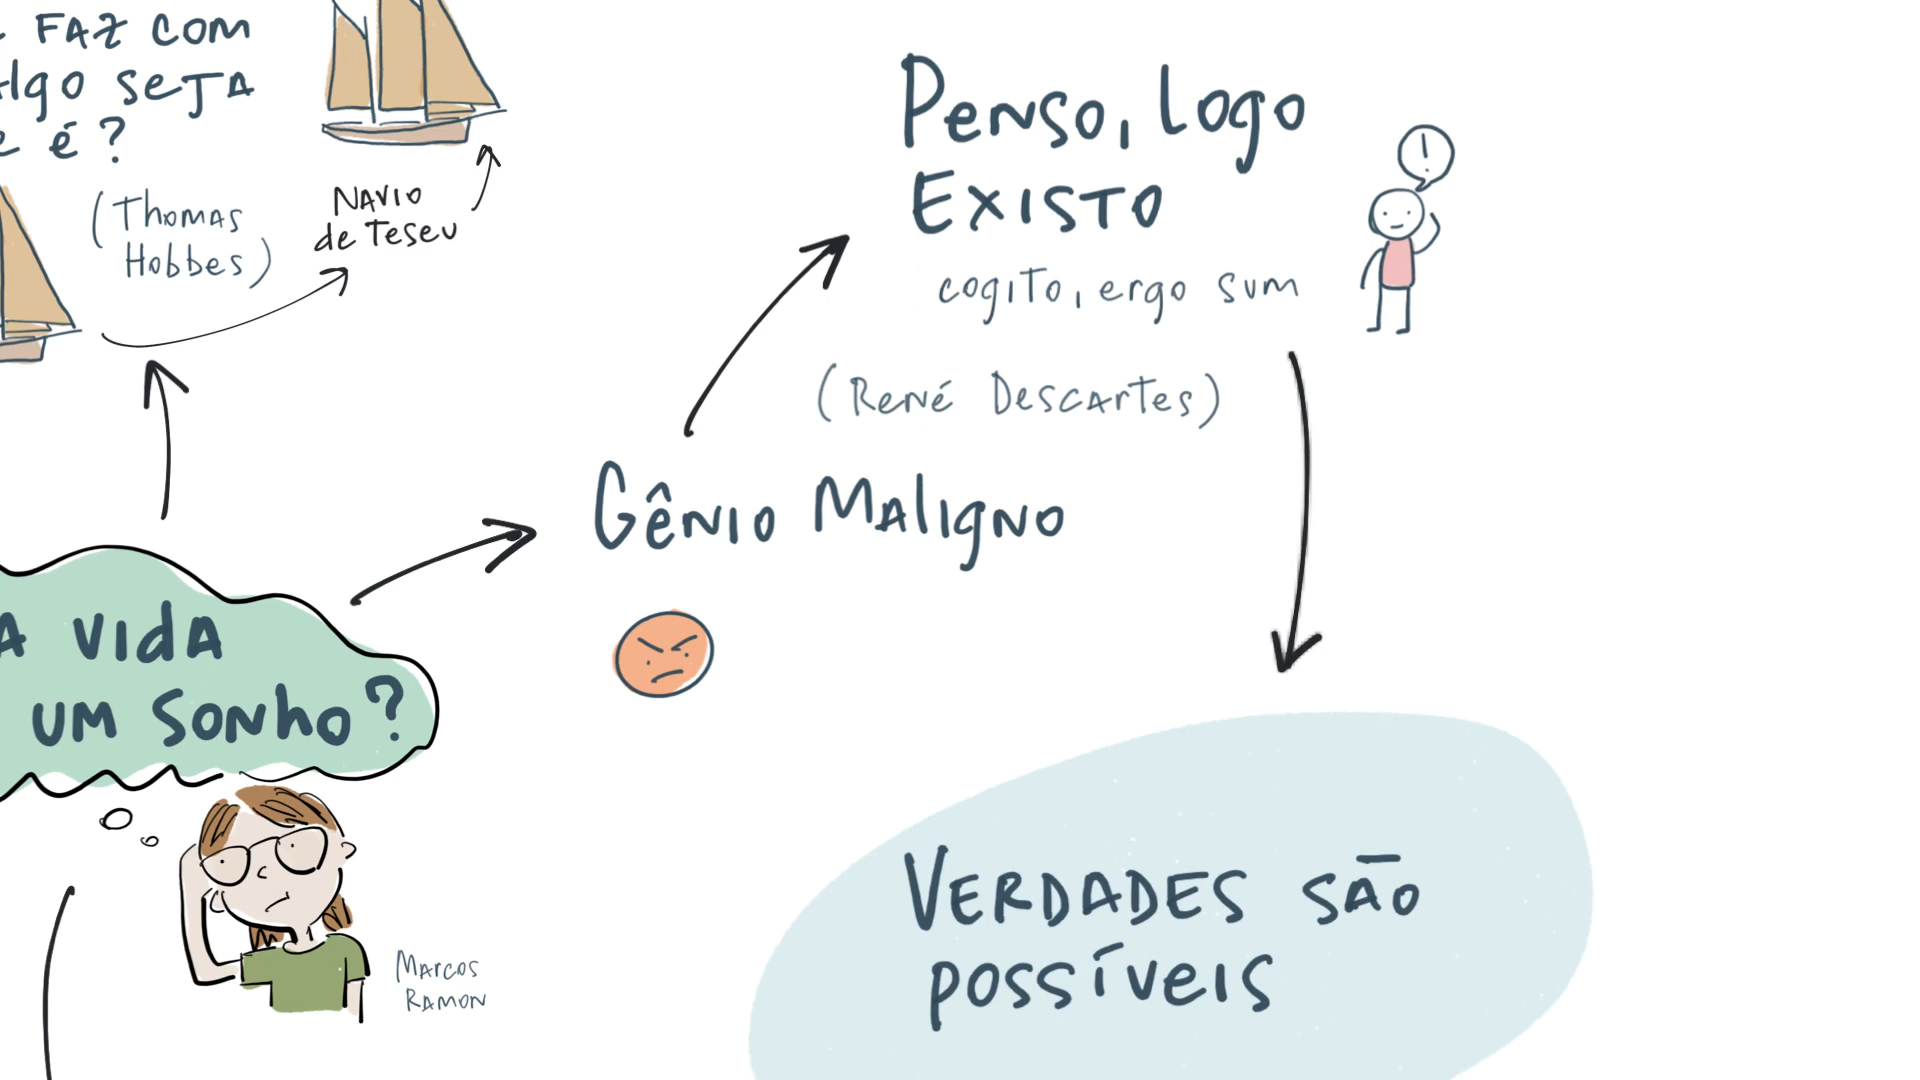 FAZ COM
algo SEJA
é?
(Thomas
Hobbes)
NAVIO
de Teseu
Penso, logo
Existo
cogito, ergo sum
(René Descartes)
Gênio Maligno
A vida
um sonho?
Marcos
Ramon
Verdades são
possíveis